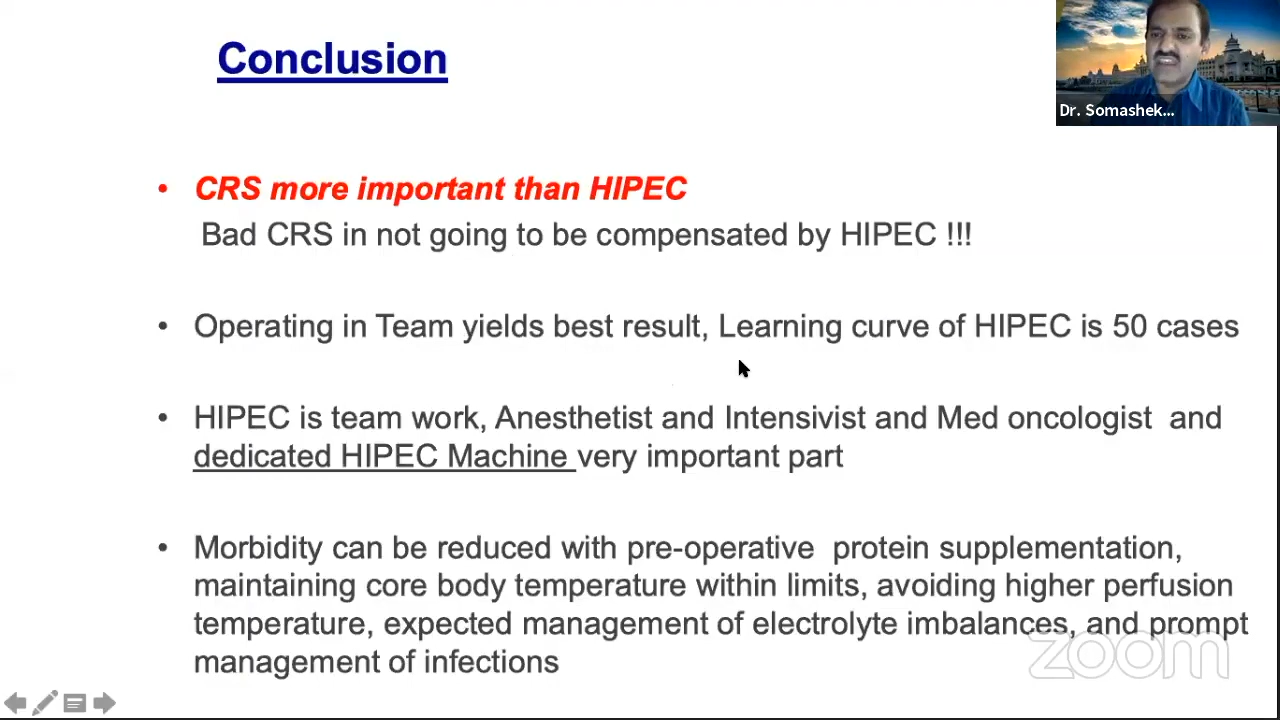 Conclusion
Dr. Somashek...
• CRS more important than HIPEC
Bad CRS in not going to be compensated by HIPEC !!!
• Operating in Team yields best result, Learning curve of HIPEC is 50 cases
• HIPEC is team work, Anesthetist and Intensivist and Med oncologist and
dedicated HIPEC Machine very important part
• Morbidity can be reduced with pre-operative protein supplementation,
maintaining core body temperature within limits, avoiding higher perfusion
temperature, expected management of electrolyte imbalances, and prompt
management of infections
zoom